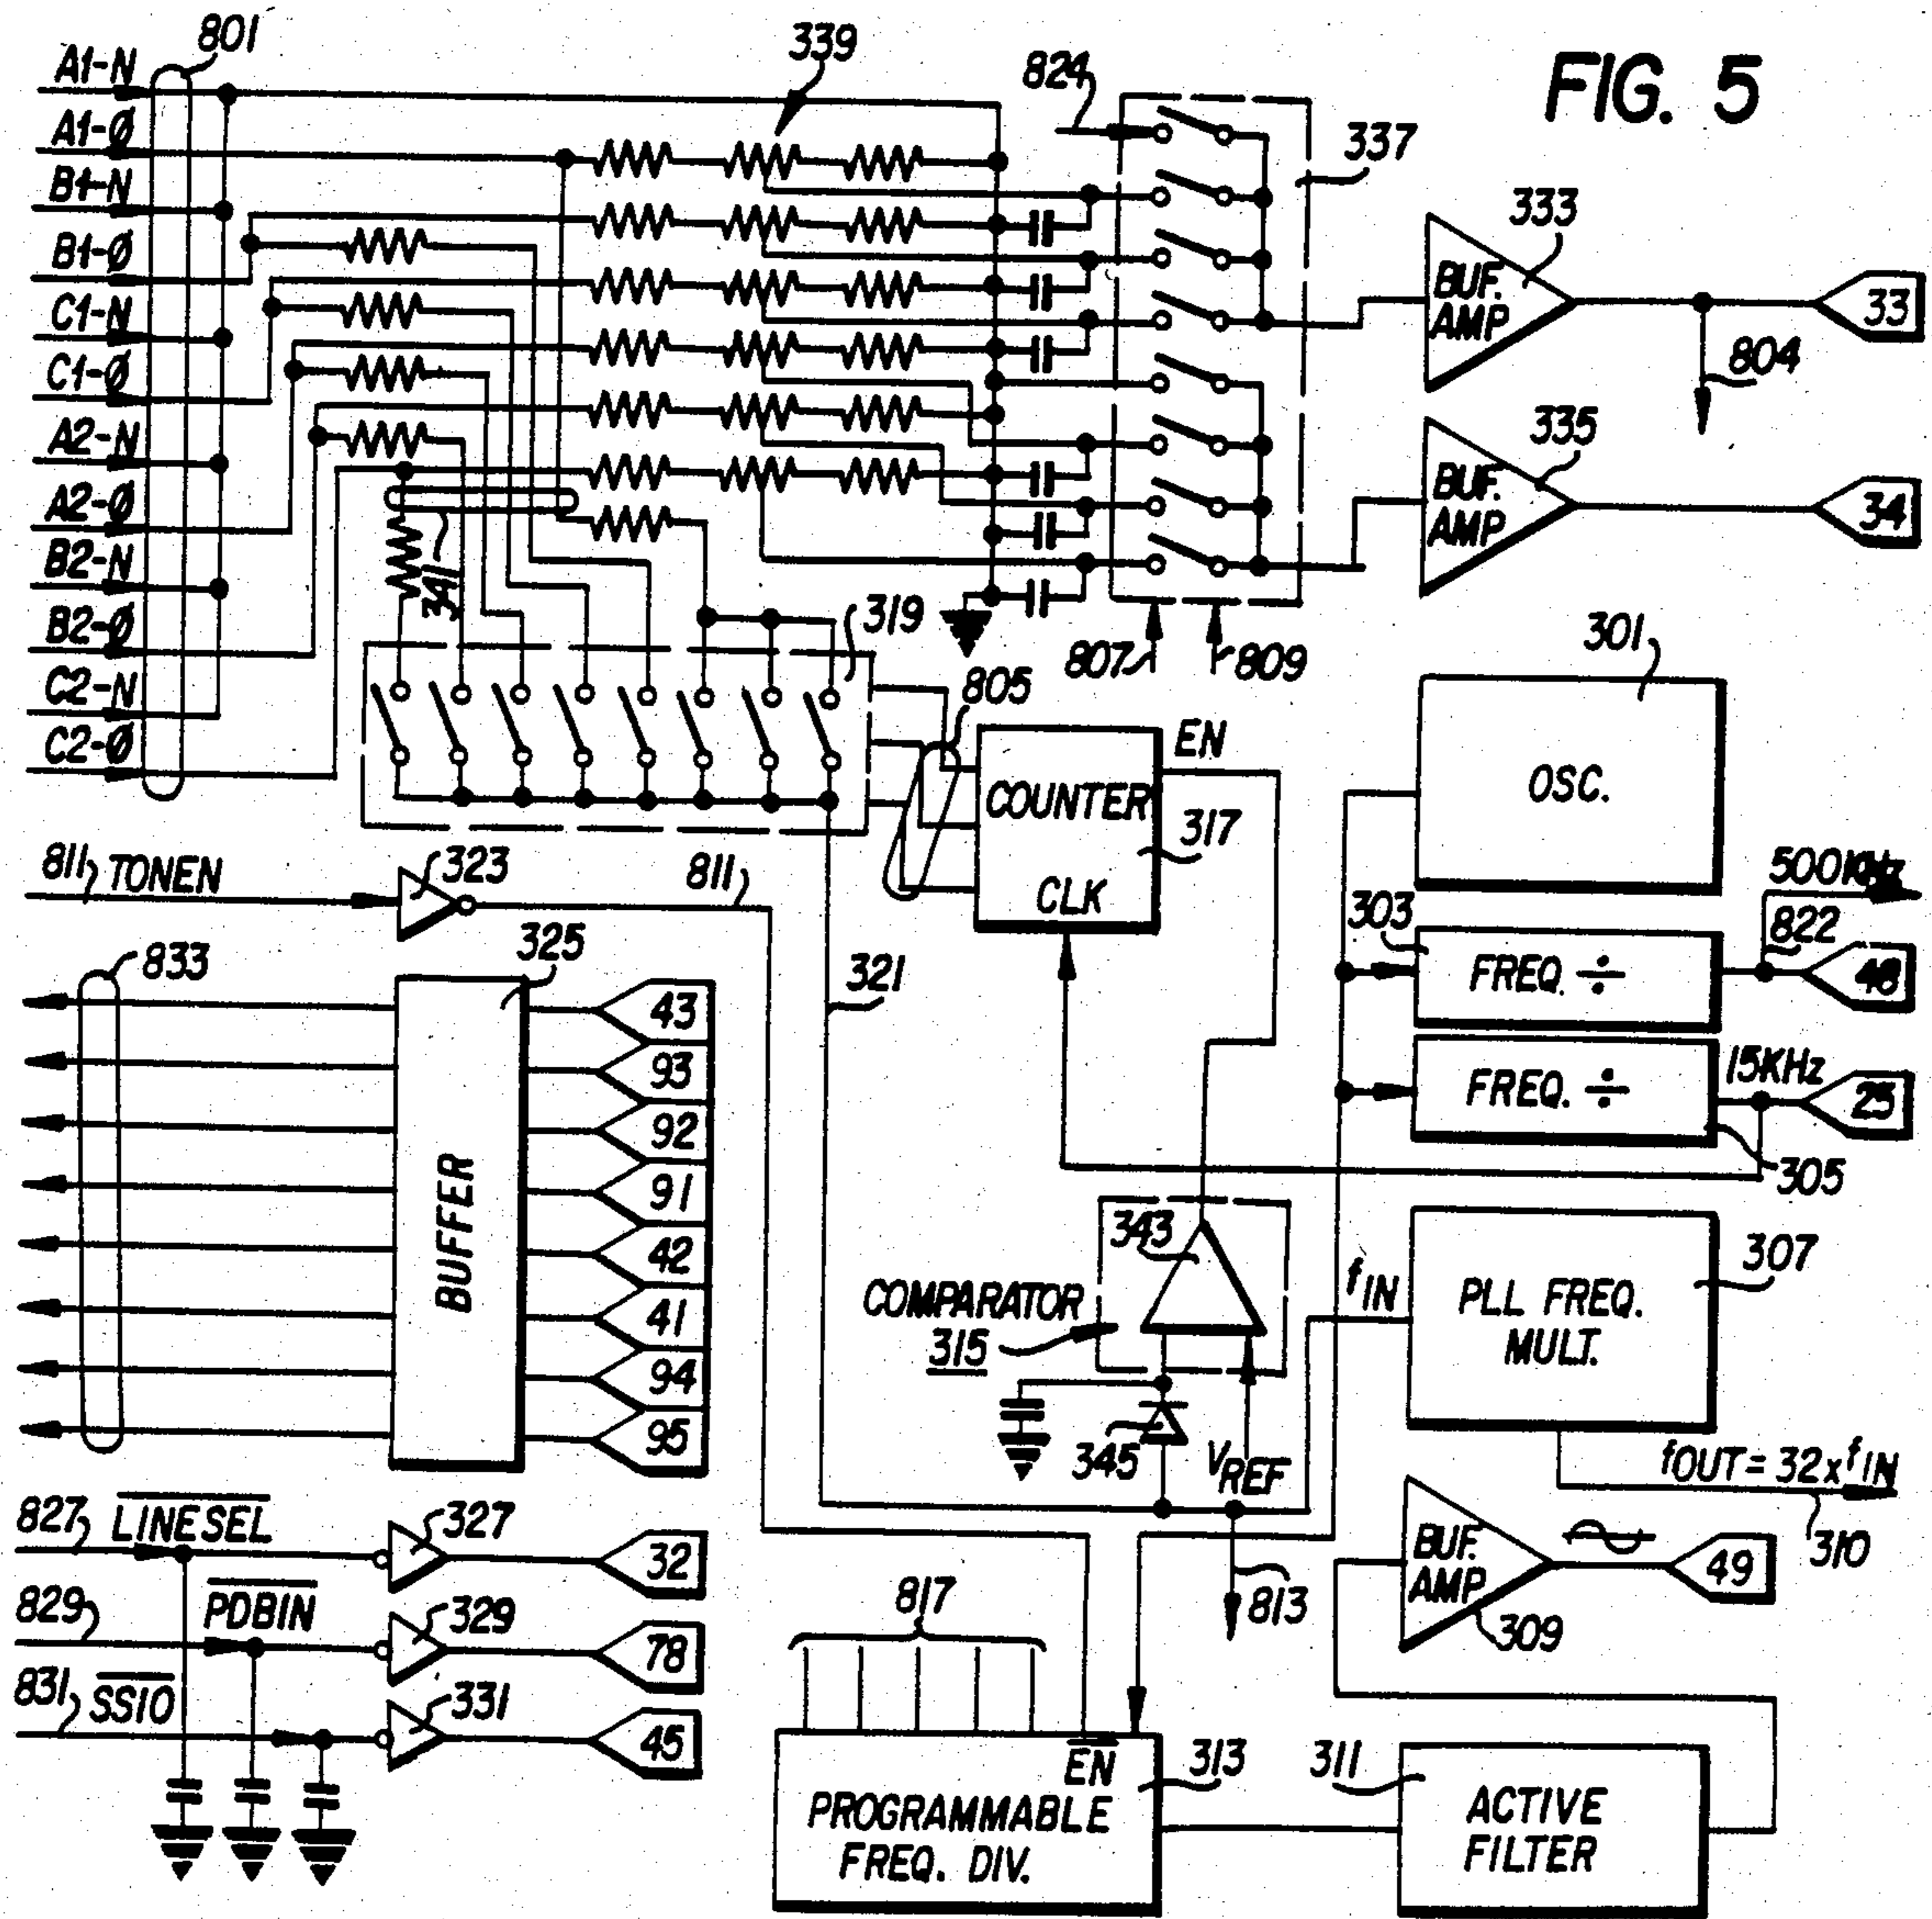 FIG. 5
801
339
824
337
A1-N
A1-Ø
B1-N
B1-Ø
C1-N
C1-Ø
A2-N
A2-Ø
B2-N
B2-Ø
C2-N
C2-Ø
341
319
805
807
809
BUF. AMP
333
33
804
BUF. AMP
335
34
301
OSC.
COUNTER
EN
317
CLK
811 TONEN
323
811
500KHz
303
FREQ. ÷
822
48
FREQ. ÷
15KHz
25
305
833
325
BUFFER
43
93
92
91
42
41
94
95
321
343
COMPARATOR
315
345
VREF
fIN
PLL FREQ.
MULT.
307
fOUT = 32 x fIN
310
827 LINESEL
327
32
829 PDBIN
329
78
831 SSIO
331
45
817
813
BUF. AMP
309
49
EN
313
PROGRAMMABLE
FREQ. DIV.
311
ACTIVE
FILTER